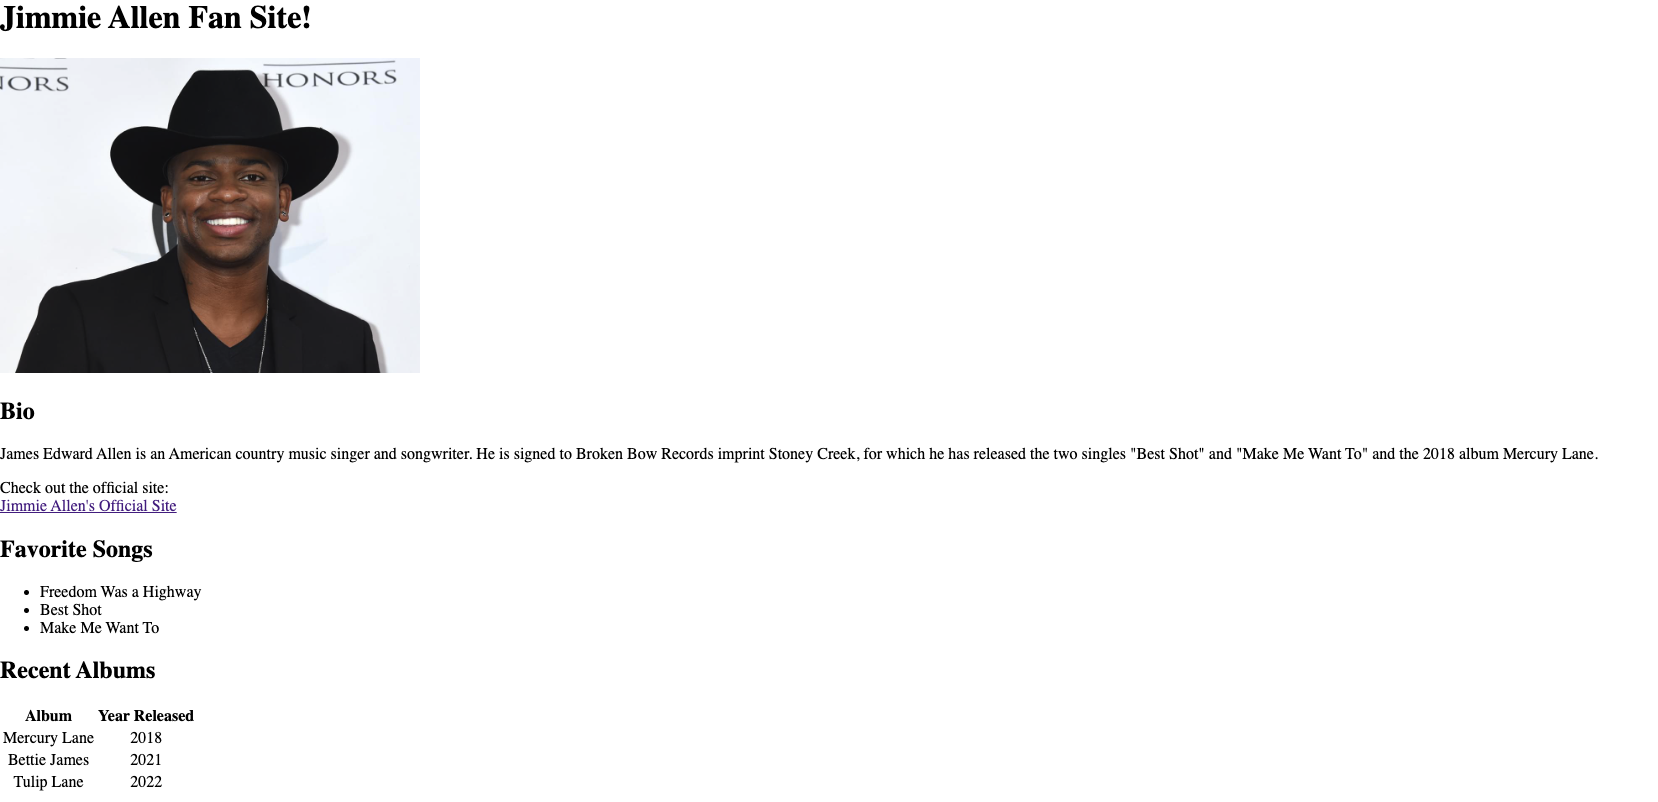 Jimmie Allen Fan Site!
HONORS
Bio
James Edward Allen is an American country music singer and songwriter. He is signed to Broken Bow Records imprint Stoney Creek, for which he has released the two singles "Best Shot" and "Make Me Want To" and the 2018 album Mercury Lane.
Check out the official site:
Jimmie Allen's Official Site
Favorite Songs
• Freedom Was a Highway
• Best Shot
• Make Me Want To
Recent Albums
Album Year Released
Mercury Lane 2018
Bettie James 2021
Tulip Lane 2022